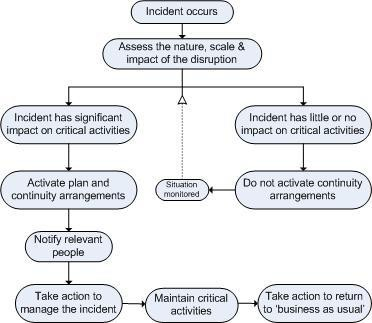 Incident occurs
Assess the nature, scale &
impact of the disruption
Incident has significant
impact on critical activities
Incident has little or no
impact on critical activities
Activate plan and
continuity arrangements
Situation
monitored
Do not activate continuity
arrangements
Notify relevant
people
Take action to
manage the incident
Maintain critical
activities
Take action to return
to ‘business as usual’